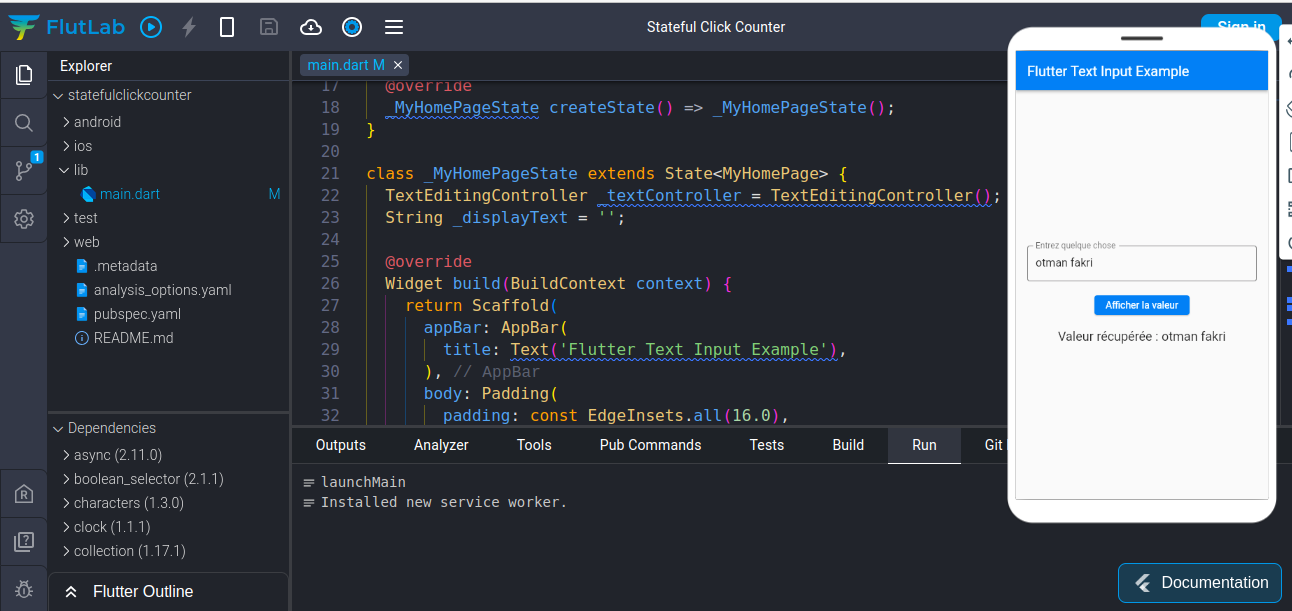 FlutLab
Stateful Click Counter
Sign in
Explorer
statefulclickcounter
android
ios
lib
main.dart M
test
web
.metadata
analysis_options.yaml
pubspec.yaml
README.md
1
Dependencies
async (2.11.0)
boolean_selector (2.1.1)
characters (1.3.0)
clock (1.1.1)
collection (1.17.1)
Flutter Outline
main.dart M
17 @override
18 _MyHomePageState createState() => _MyHomePageState();
19 }
20
21 class _MyHomePageState extends State<MyHomePage> {
22 TextEditingController _textController = TextEditingController();
23 String _displayText = '';
24
25 @override
26 Widget build(BuildContext context) {
27 return Scaffold(
28 appBar: AppBar(
29 title: Text('Flutter Text Input Example'),
30 ), // AppBar
31 body: Padding(
32 padding: const EdgeInsets.all(16.0),
Outputs Analyzer Tools Pub Commands Tests Build Run Git
launchMain
Installed new service worker.
Flutter Text Input Example
Entrez quelque chose
otman fakri
Afficher la valeur
Valeur récupérée : otman fakri
Documentation